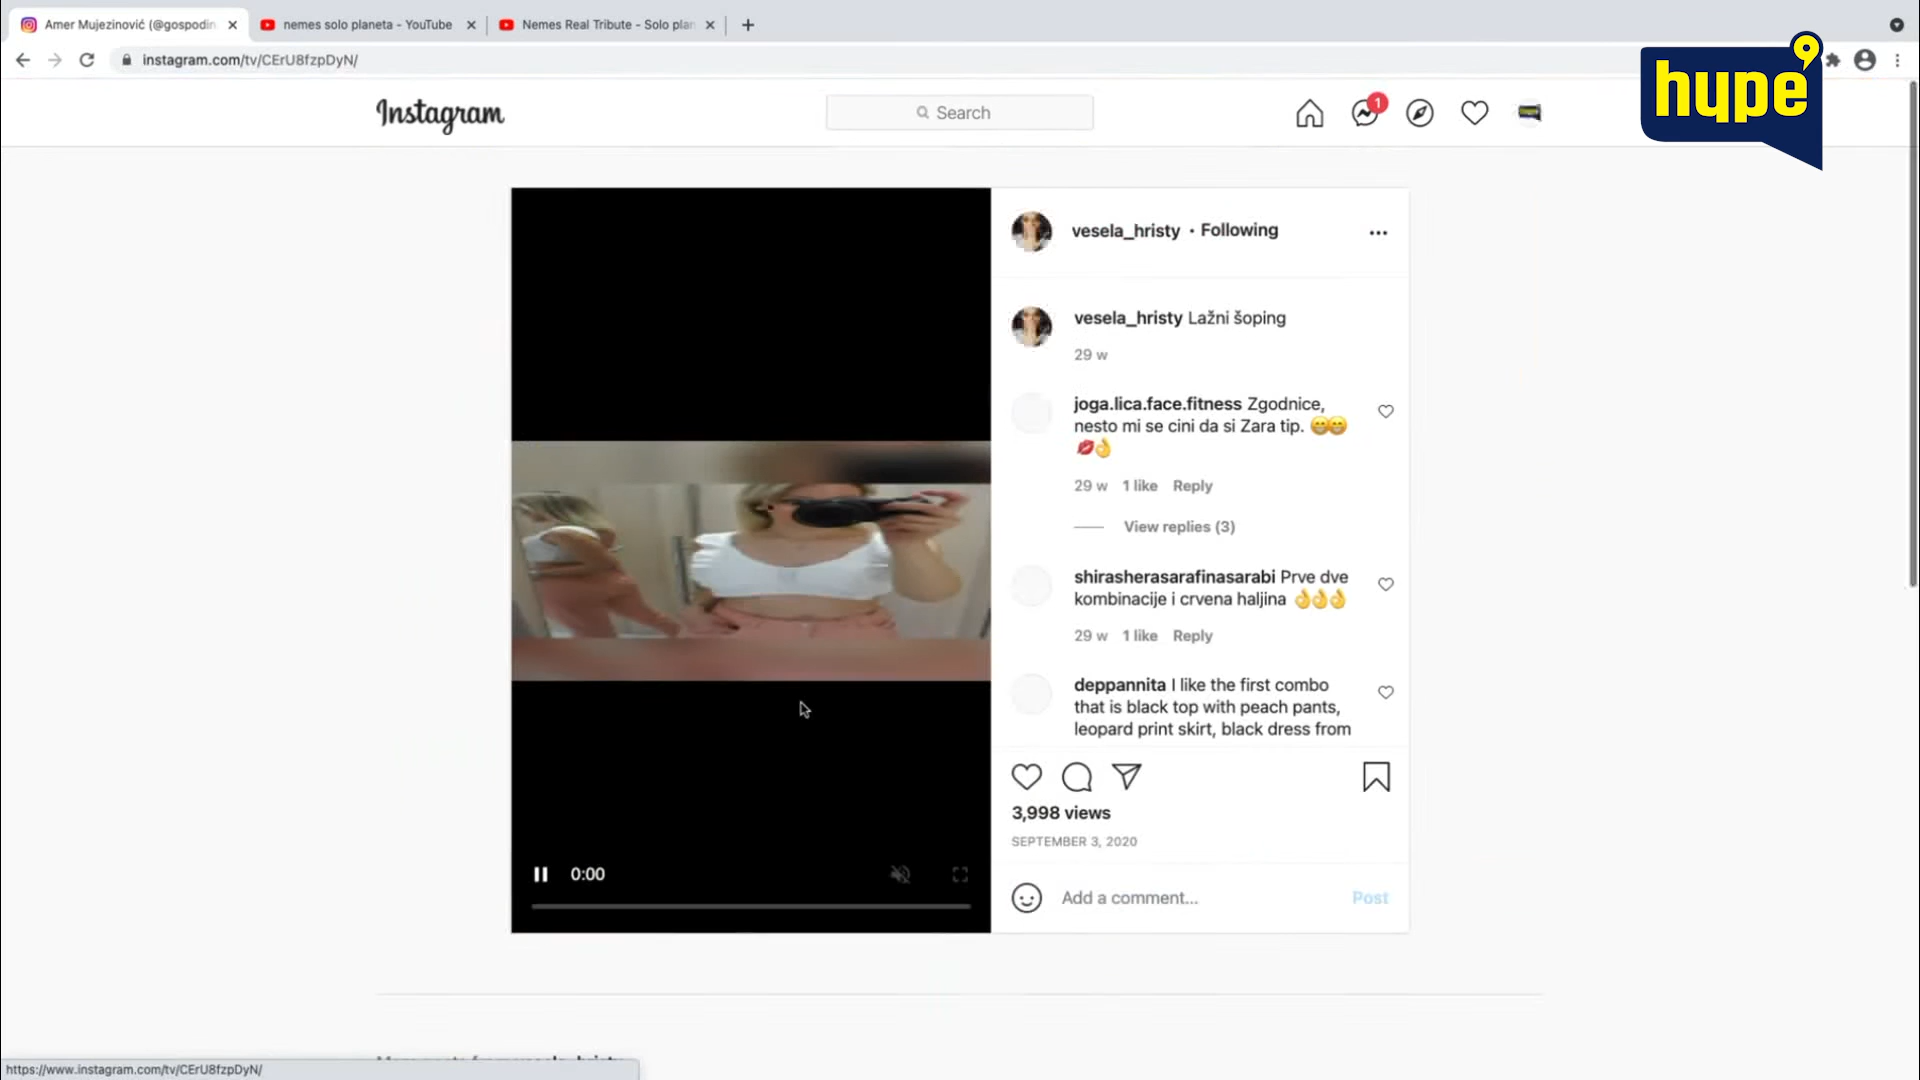 Amer Mujezinović (@gospodin
nemes solo planeta - YouTube
Nemes Real Tribute - Solo plan
instagram.com/tv/CErU8fzpDyN/
hype
Instagram
Search
1
vesela_hristy • Following
vesela_hristy Lažni šoping
29 w
joga.lica.face.fitness Zgodnice,
nesto mi se cini da si Zara tip. 😁😁
💋👌
29 w 1 like Reply
View replies (3)
shirasherasarafinasarabi Prve dve
kombinacije i crvena haljina 👌👌👌
29 w 1 like Reply
deppannita I like the first combo
that is black top with peach pants,
leopard print skirt, black dress from
3,998 views
SEPTEMBER 3, 2020
0:00
Add a comment...
Post
https://www.instagram.com/tv/CErU8fzpDyN/